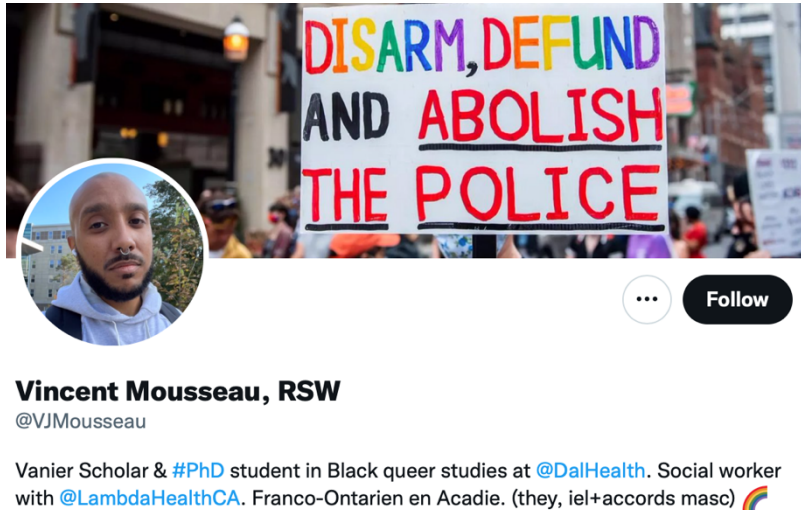 DISARM, DEFUND
AND ABOLISH
THE POLICE
Follow
Vincent Mousseau, RSW
@VJMousseau
Vanier Scholar & #PhD student in Black queer studies at @DalHealth. Social worker
with @LambdaHealthCA. Franco-Ontarien en Acadie. (they, iel+accords masc) 🌈